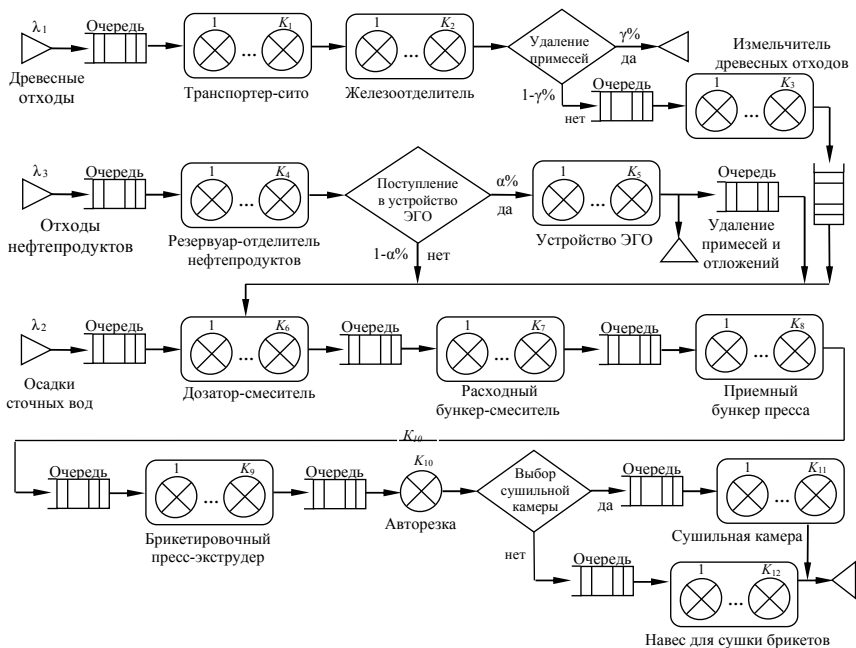 λ1
Очередь
1 ... K1
1 ... K2
Удаление
примесей
γ%
да
Измельчитель
древесных отходов
Древесные
отходы
Транспортер-сито
Железоотделитель
1-γ%
нет
1 ... K3
λ3
Очередь
1 ... K4
Поступление
в устройство
ЭГО
α%
да
1 ... K5
Очередь
Отходы
нефтепродуктов
Резервуар-отделитель
нефтепродуктов
1-α%
нет
Устройство ЭГО
Удаление
примесей и
отложений
λ2
Очередь
1 ... K6
Очередь
1 ... K7
Очередь
1 ... K8
Осадки
сточных вод
Дозатор-смеситель
Расходный
бункер-смеситель
Приемный
бункер пресса
K10
Очередь
1 ... K9
Очередь
K10
Выбор
сушильной
камеры
да
Очередь
1 ... K11
Брикетировочный
пресс-экструдер
Авторезка
Сушильная камера
нет
Очередь
1 ... K12
Навес для сушки брикетов